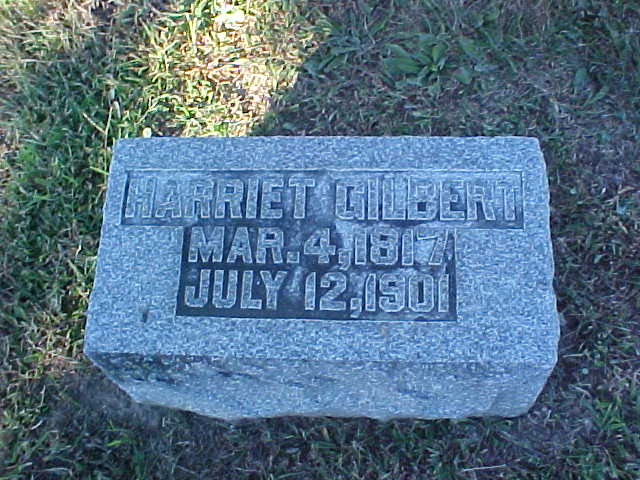 HARRIET GILBERT
MAR. 4, 1817
JULY 12, 1901